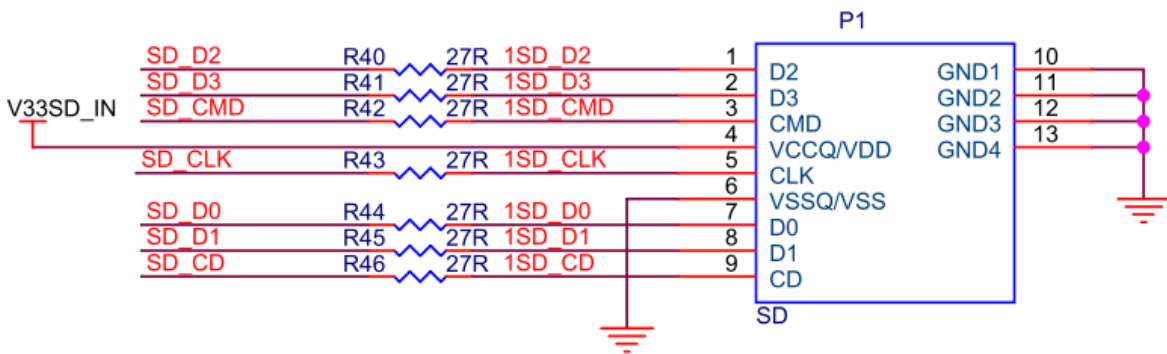 P1
SD_D2 R40 27R 1SD_D2 1 D2 GND1 10
SD_D3 R41 27R 1SD_D3 2 D3 GND2 11
SD_CMD R42 27R 1SD_CMD 3 CMD GND3 12
V33SD_IN 4 VCCQ/VDD GND4 13
SD_CLK R43 27R 1SD_CLK 5 CLK
6 VSSQ/VSS
SD_D0 R44 27R 1SD_D0 7 D0
SD_D1 R45 27R 1SD_D1 8 D1
SD_CD R46 27R 1SD_CD 9 CD
SD